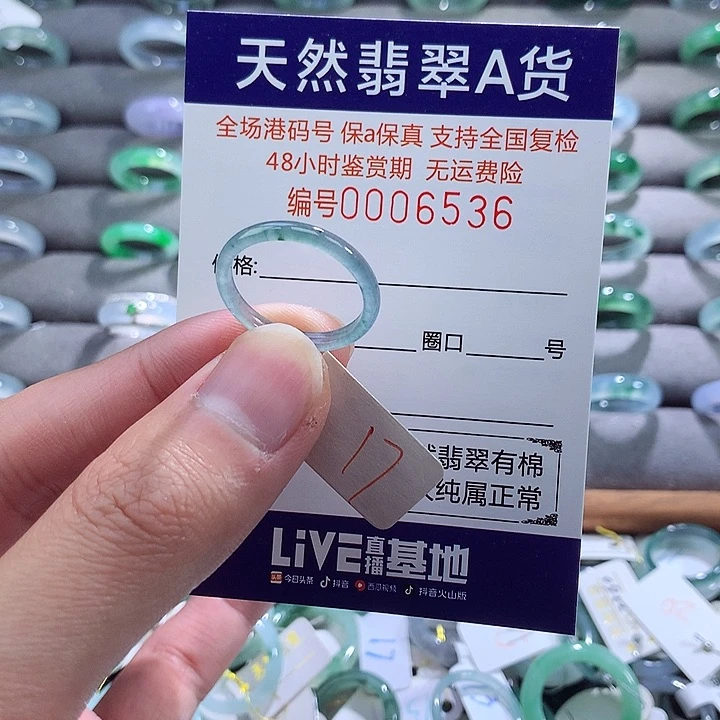 天然翡翠A货
全场港码号 保a保真 支持全国复检
48小时鉴赏期 无运费险
编号0006536
价格:
圈口 号
17
翡翠有棉
纯属正常
LiVE直播基地
头条 今日头条 抖音 西瓜视频 抖音火山版